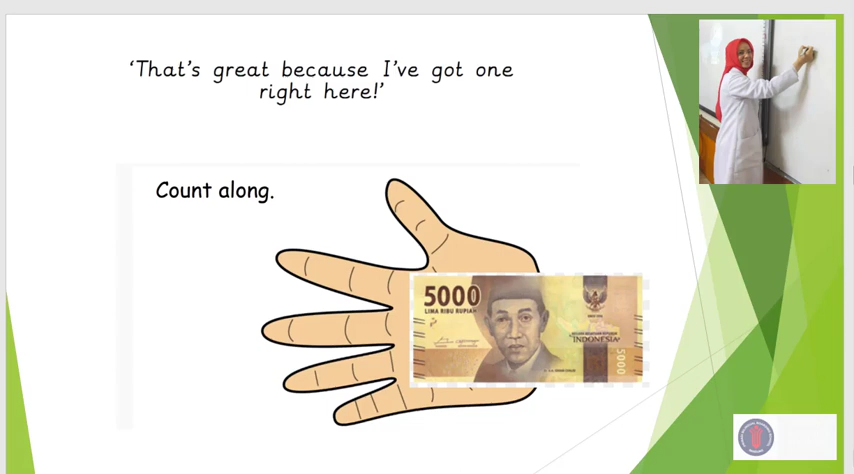 ‘That’s great because I’ve got one
right here!’
Count along.
5000
LIMA RIBU RUPIAH
INDONESIA
5000